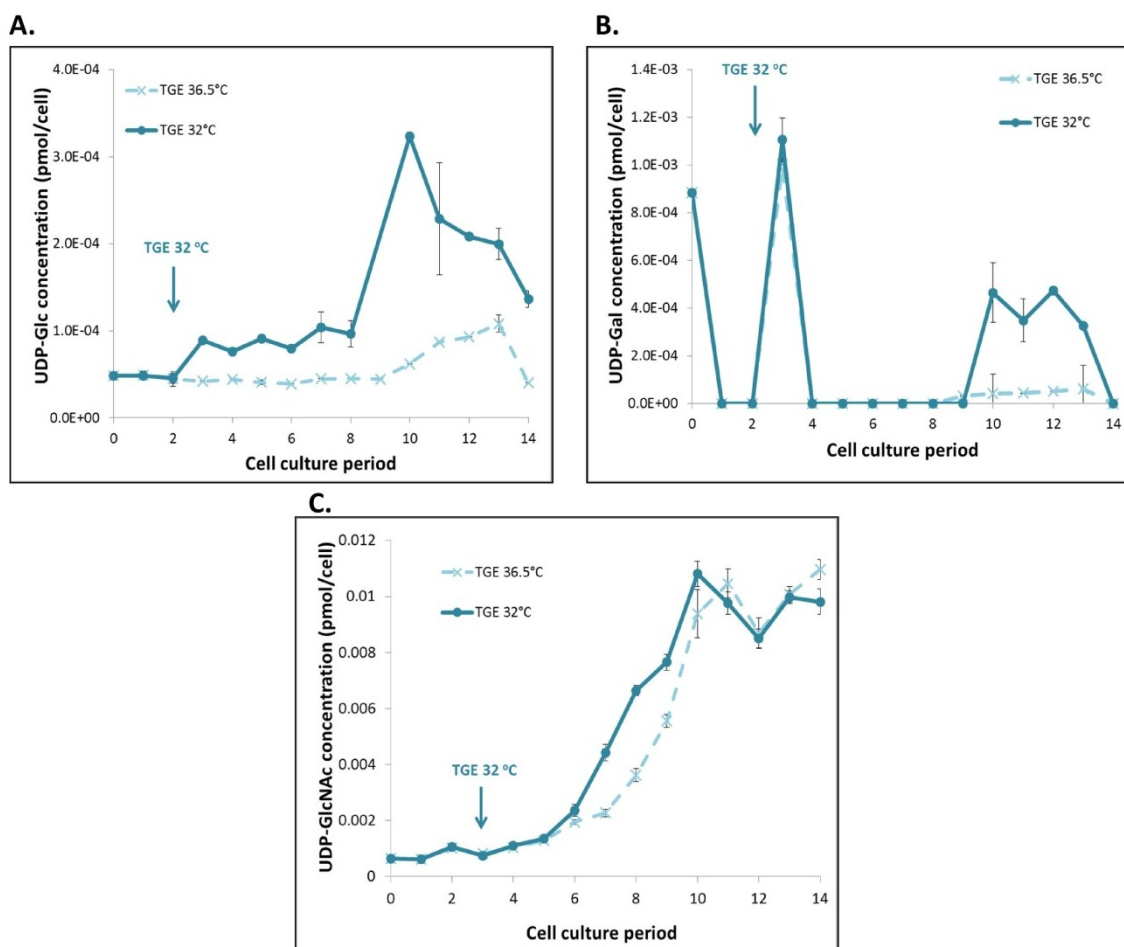 A.
4.0E-04
3.0E-04
2.0E-04
1.0E-04
0.0E+00
UDP-Glc concentration (pmol/cell)
TGE 36.5°C
TGE 32°C
TGE 32 °C
0 2 4 6 8 10 12 14
Cell culture period
B.
1.4E-03
1.2E-03
1.0E-03
8.0E-04
6.0E-04
4.0E-04
2.0E-04
0.0E+00
UDP-Gal concentration (pmol/cell)
TGE 32 °C
TGE 36.5°C
TGE 32°C
0 2 4 6 8 10 12 14
Cell culture period
C.
0.012
0.01
0.008
0.006
0.004
0.002
0
UDP-GlcNAc concentration (pmol/cell)
TGE 36.5°C
TGE 32°C
TGE 32 °C
0 2 4 6 8 10 12 14
Cell culture period